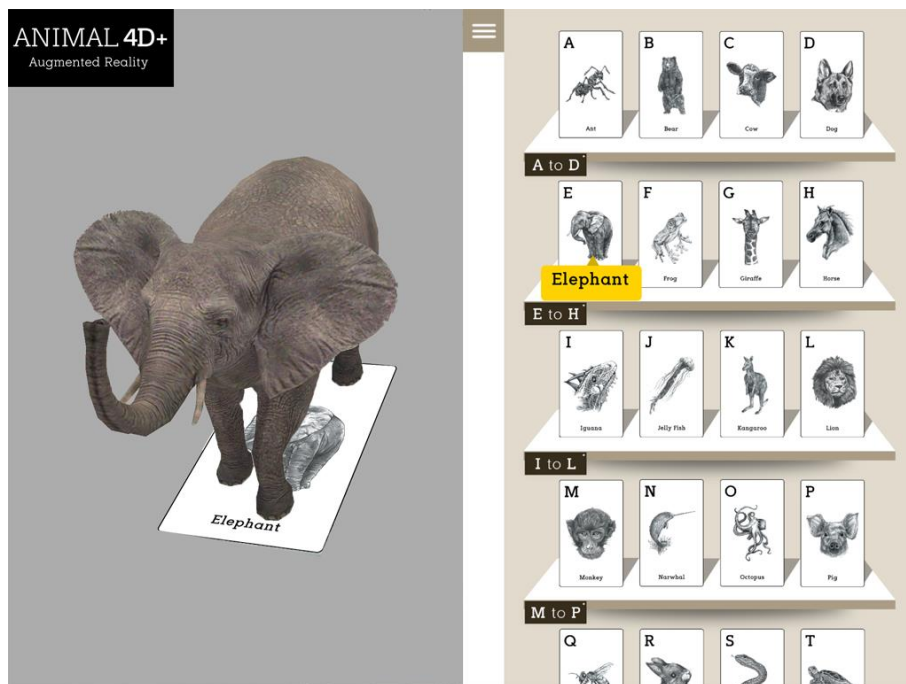 ANIMAL 4D+
Augmented Reality
Elephant
A
Ant
B
Bear
C
Cow
D
Dog
A to D
E
Elephant
F
Frog
G
Giraffe
H
Horse
E to H
I
Iguana
J
Jelly Fish
K
Kangaroo
L
Lion
I to L
M
Monkey
N
Narwhal
O
Octopus
P
Pig
M to P
Q
R
S
T